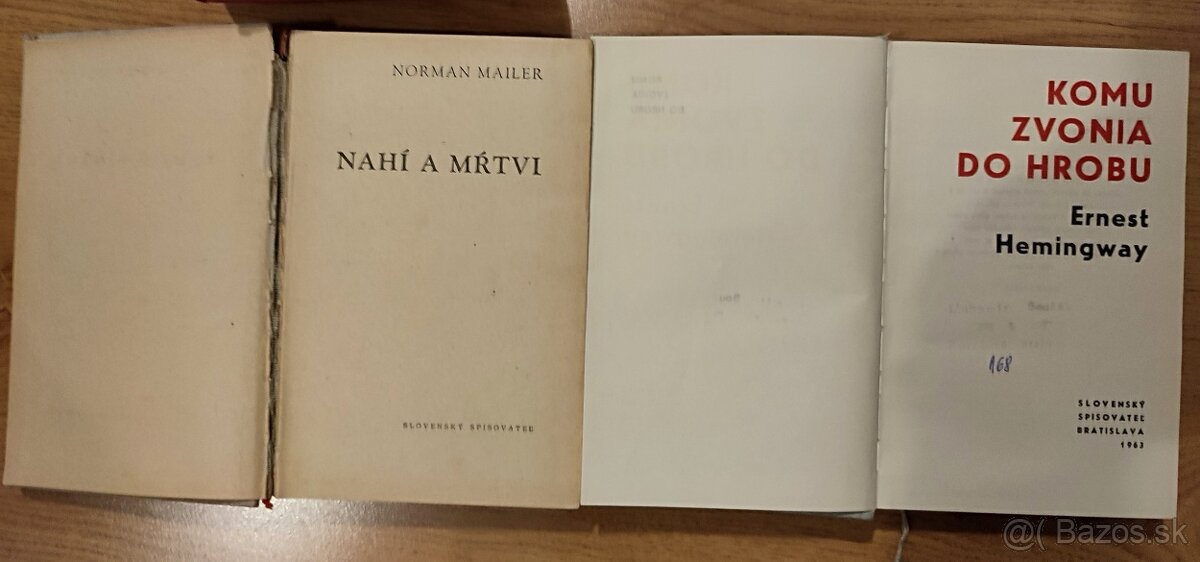 NORMAN MAILER
NAHÍ A MŔTVI
SLOVENSKÝ SPISOVATEĽ
KOMU
ZVONIA
DO HROBU
Ernest
Hemingway
168
SLOVENSKÝ
SPISOVATEĽ
BRATISLAVA
1963
@( Bazos.sk